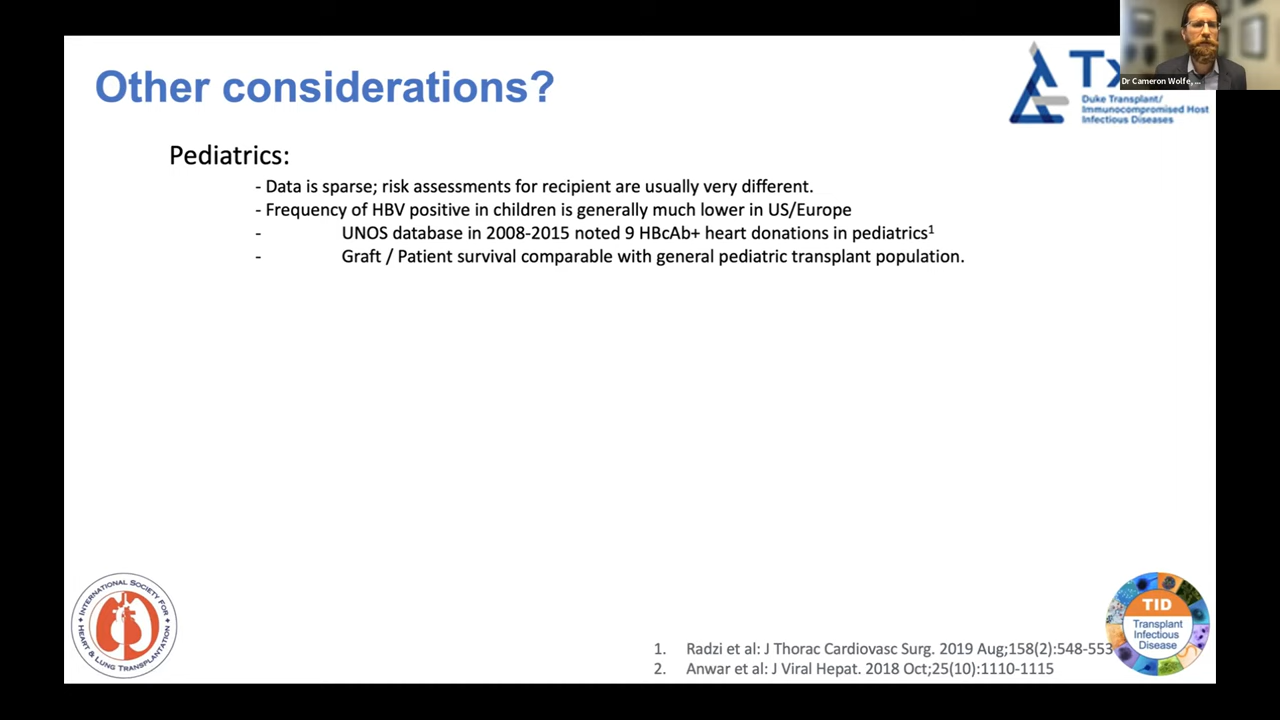 Other considerations?
Dr Cameron Wolfe, ...
Duke Transplant/
Immunocompromised Host
Infectious Diseases
Pediatrics:
- Data is sparse; risk assessments for recipient are usually very different.
- Frequency of HBV positive in children is generally much lower in US/Europe
- UNOS database in 2008-2015 noted 9 HBcAb+ heart donations in pediatrics¹
- Graft / Patient survival comparable with general pediatric transplant population.
INTERNATIONAL SOCIETY FOR
HEART & LUNG TRANSPLANTATION
TID
Transplant
Infectious
Disease
1. Radzi et al: J Thorac Cardiovasc Surg. 2019 Aug;158(2):548-553
2. Anwar et al: J Viral Hepat. 2018 Oct;25(10):1110-1115